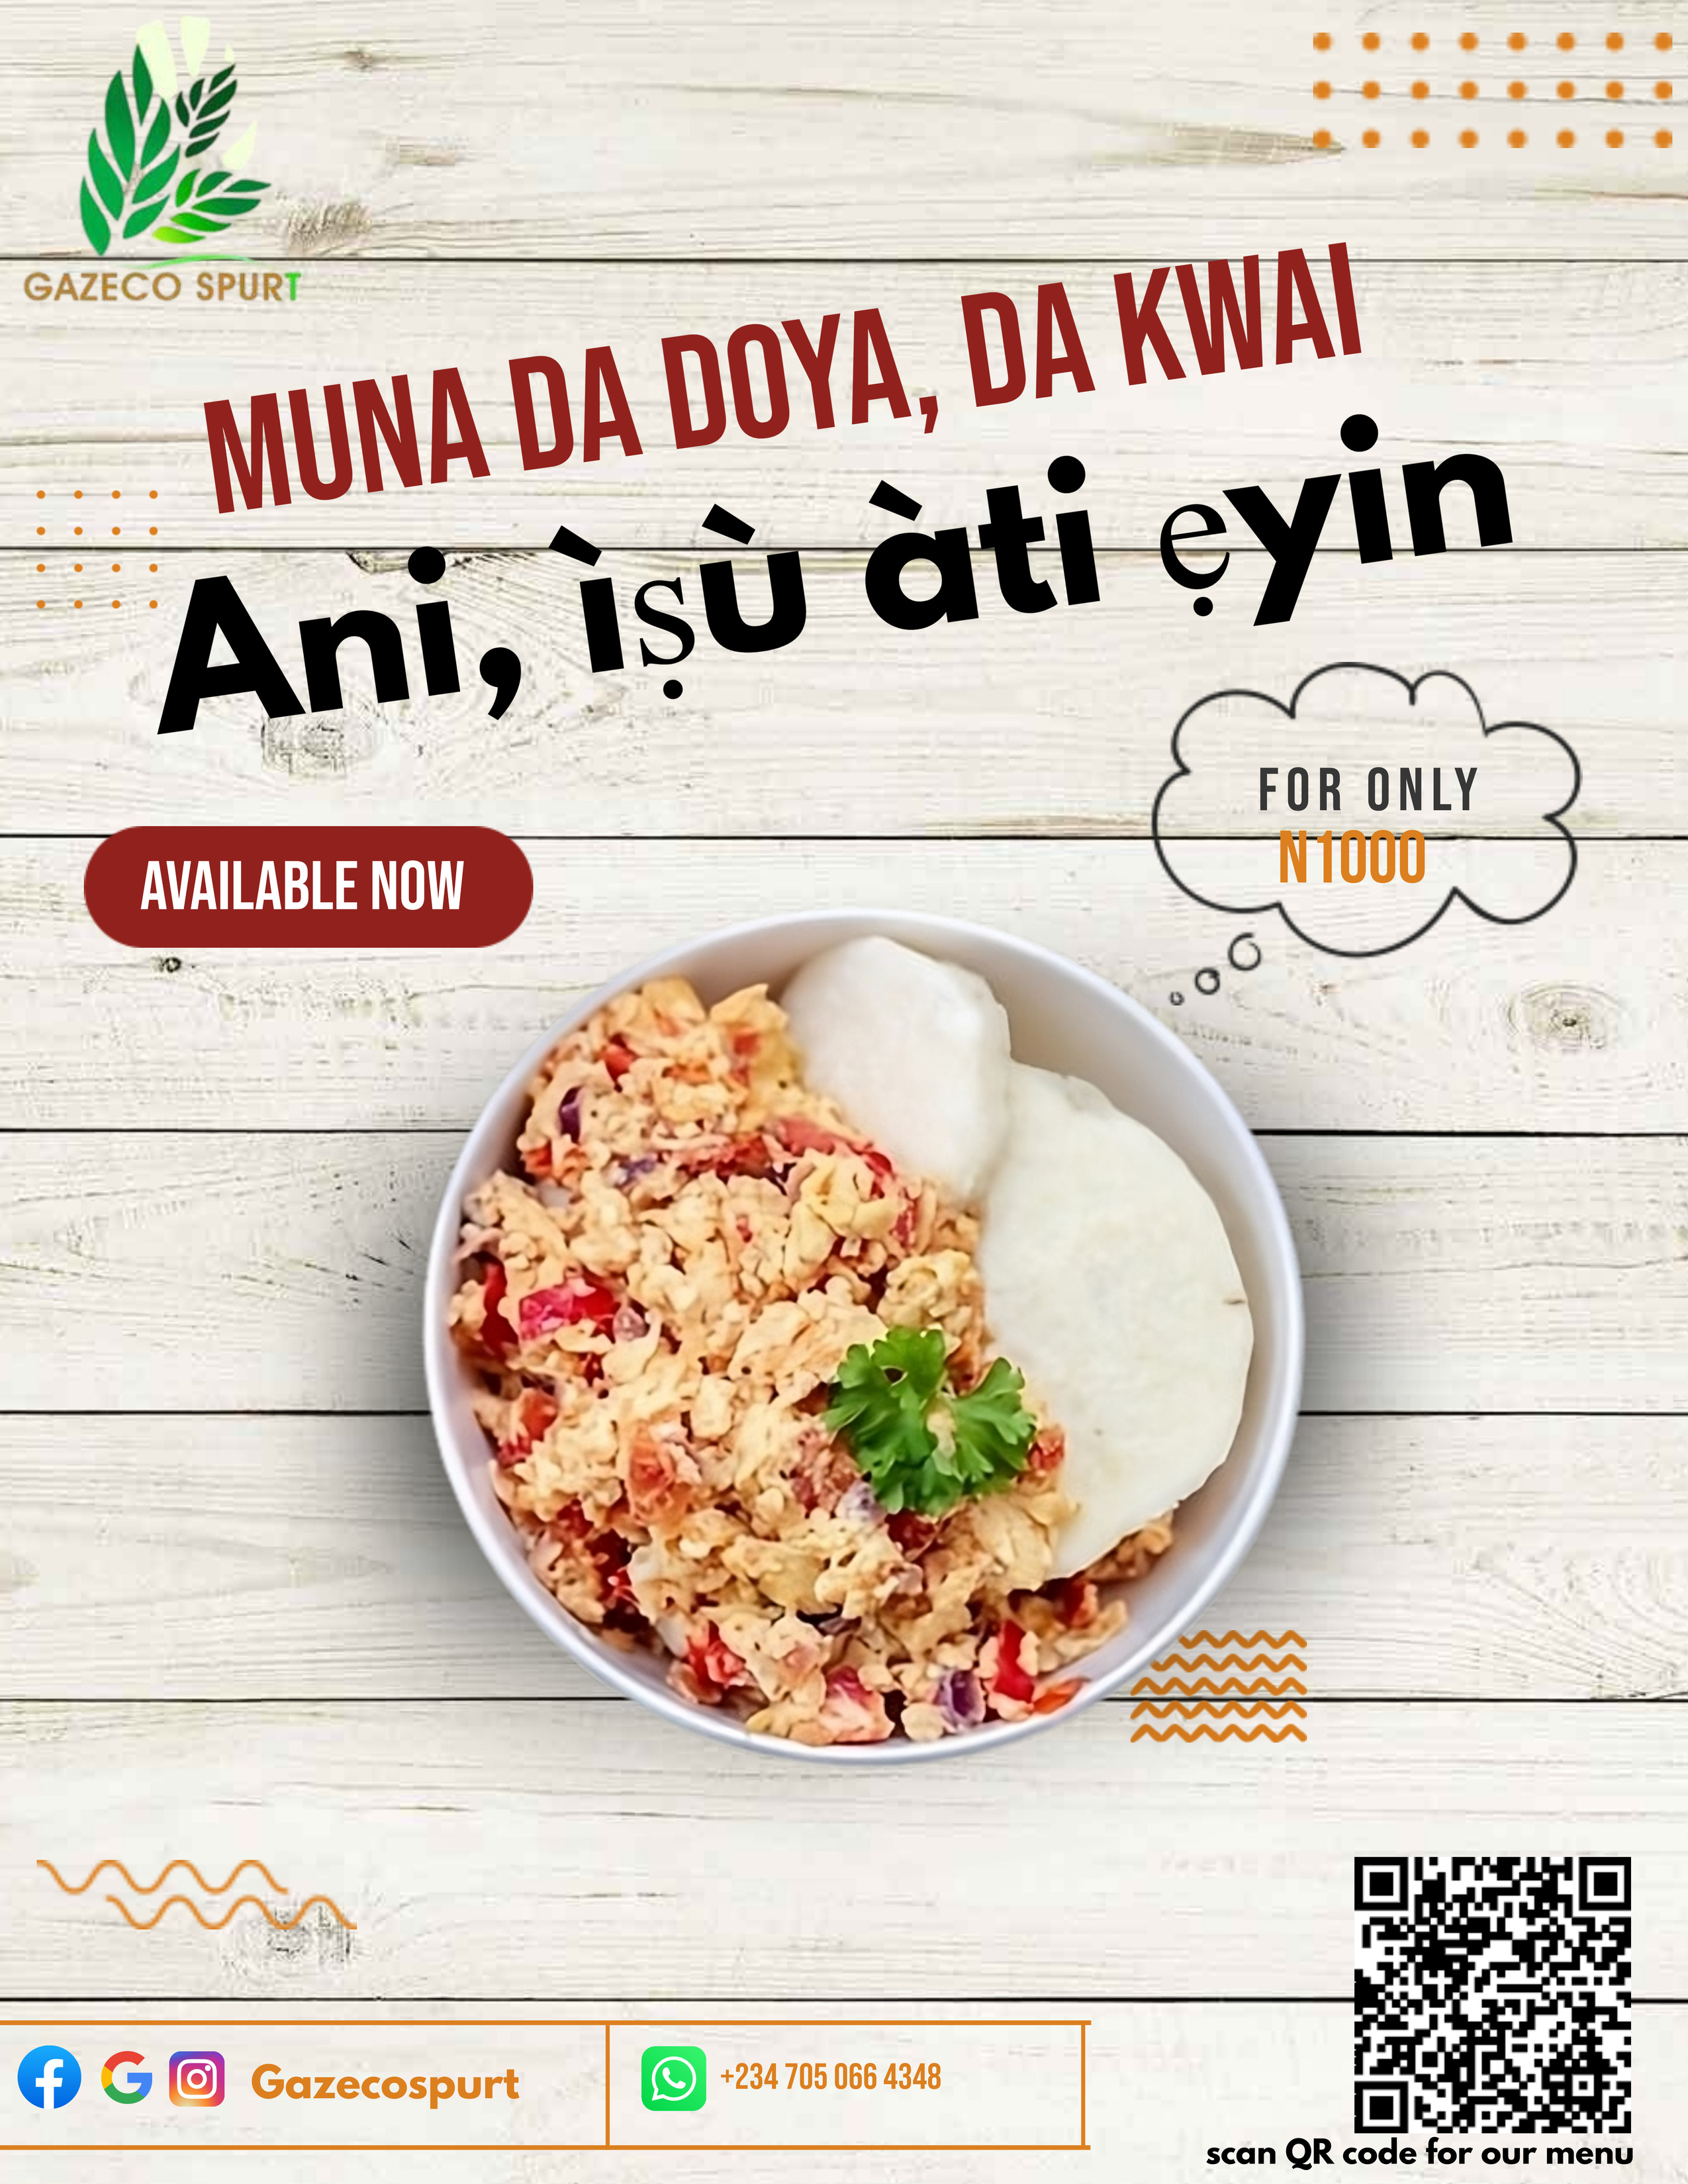 GAZECO SPURT
MUNA DA DOYA, DA KWAI
Ani, ìṣù àti ẹyin
FOR ONLY
N1000
AVAILABLE NOW
Gazecospurt
+234 705 066 4348
scan QR code for our menu